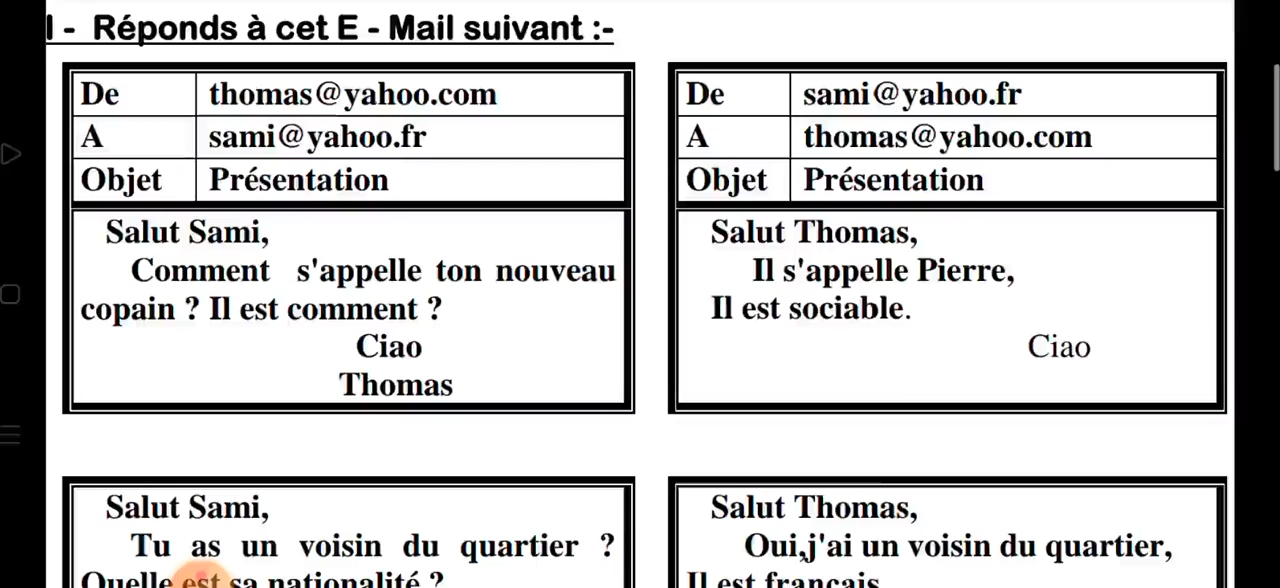 I - Réponds à cet E - Mail suivant :-
De thomas@yahoo.com
A sami@yahoo.fr
Objet Présentation
Salut Sami,
Comment s'appelle ton nouveau
copain ? Il est comment ?
Ciao
Thomas
De sami@yahoo.fr
A thomas@yahoo.com
Objet Présentation
Salut Thomas,
Il s'appelle Pierre,
Il est sociable.
Ciao
Salut Sami,
Tu as un voisin du quartier ?
Quelle est sa nationalité ?
Salut Thomas,
Oui,j'ai un voisin du quartier,
Il est français